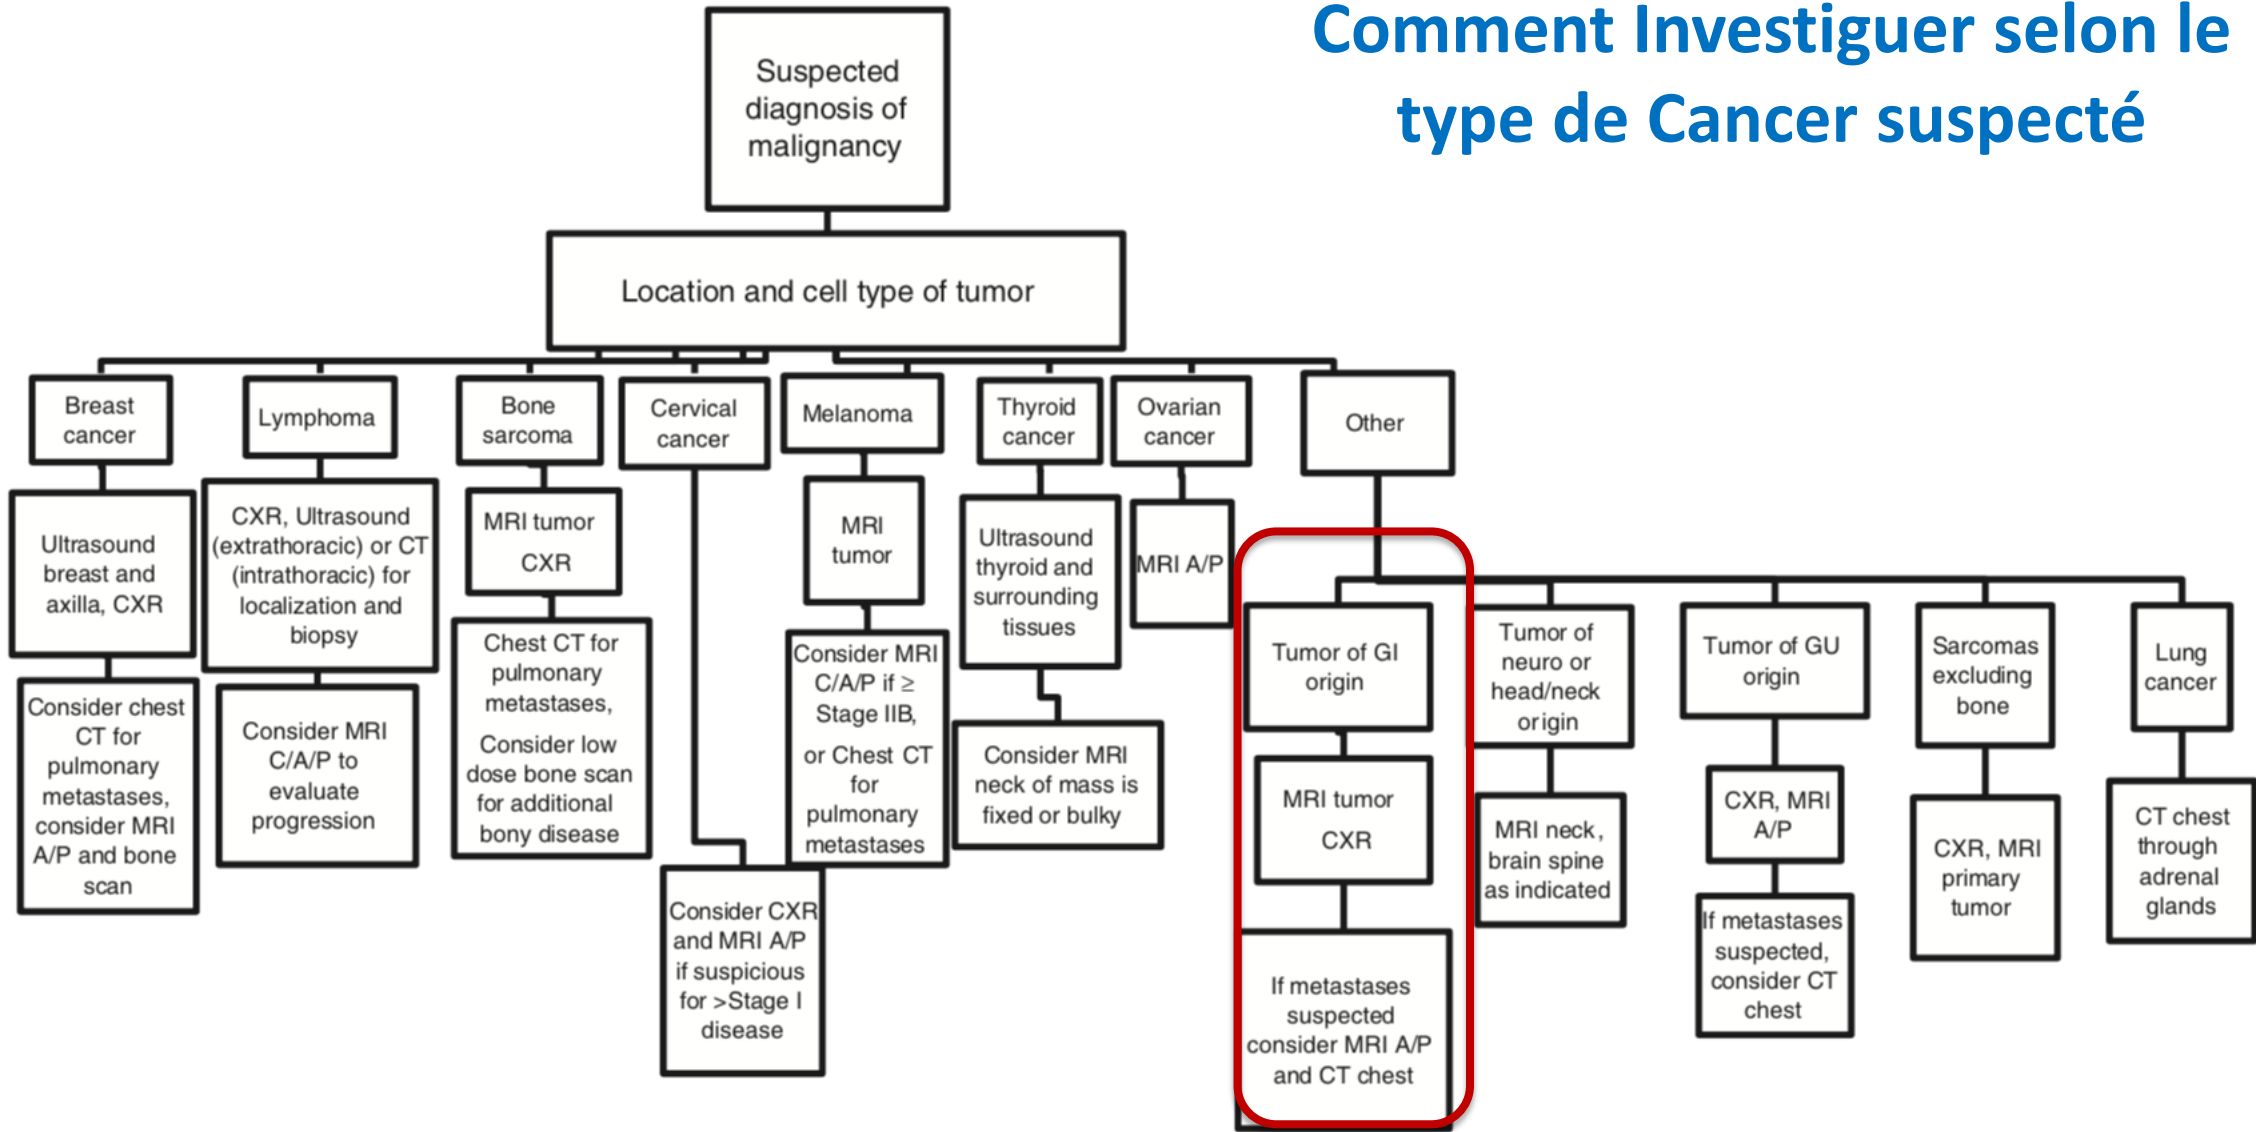 Comment Investiguer selon le
type de Cancer suspecté
Suspected
diagnosis of
malignancy
Location and cell type of tumor
Breast
cancer
Ultrasound
breast and
axilla, CXR
Consider chest
CT for
pulmonary
metastases,
consider MRI
A/P and bone
scan
Lymphoma
CXR, Ultrasound
(extrathoracic) or CT
(intrathoracic) for
localization and
biopsy
Consider MRI
C/A/P to
evaluate
progression
Bone
sarcoma
MRI tumor
CXR
Chest CT for
pulmonary
metastases,
Consider low
dose bone scan
for additional
bony disease
Cervical
cancer
Consider CXR
and MRI A/P
if suspicious
for >Stage I
disease
Melanoma
MRI
tumor
Consider MRI
C/A/P if ≥
Stage IIB,
or Chest CT
for
pulmonary
metastases
Thyroid
cancer
Ultrasound
thyroid and
surrounding
tissues
Consider MRI
neck of mass is
fixed or bulky
Ovarian
cancer
MRI A/P
Other
Tumor of GI
origin
MRI tumor
CXR
If metastases
suspected
consider MRI A/P
and CT chest
Tumor of
neuro or
head/neck
origin
MRI neck,
brain spine
as indicated
Tumor of GU
origin
CXR, MRI
A/P
If metastases
suspected,
consider CT
chest
Sarcomas
excluding
bone
CXR, MRI
primary
tumor
Lung
cancer
CT chest
through
adrenal
glands